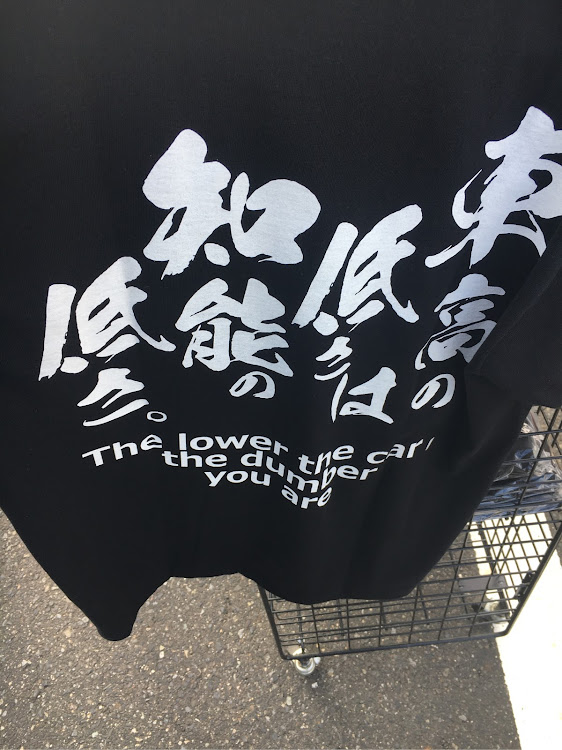 車高の
低さは
知能の
低さ。
The lower the car
the dumber
you are